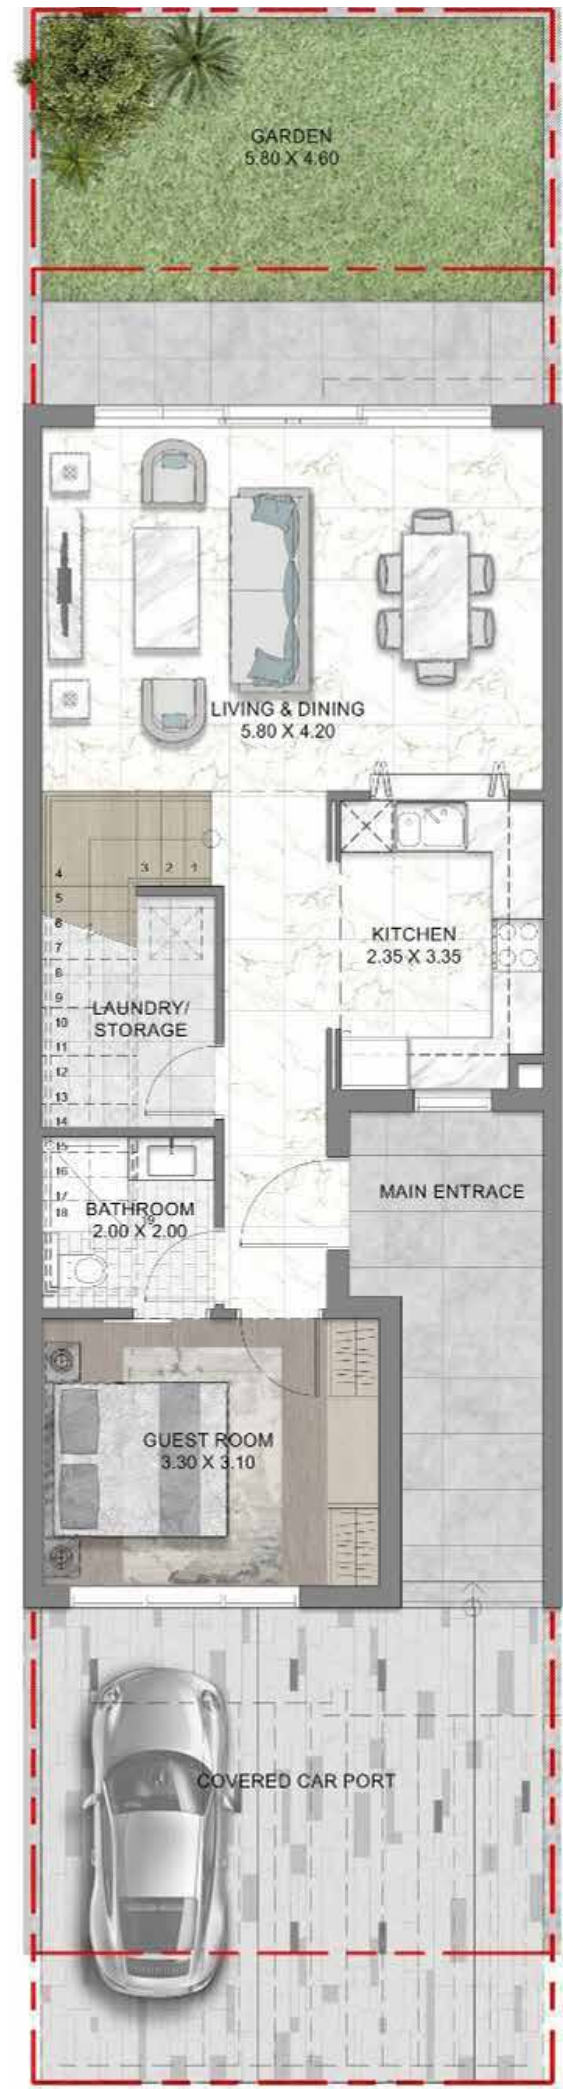 GARDEN
5.80 X 4.60
LIVING & DINING
5.80 X 4.20
3 2 1
4
5
6
7
8
9
10
11
12
13
14
KITCHEN
2.35 X 3.35
LAUNDRY/
STORAGE
15
16
17
18
19
BATHROOM
2.00 X 2.00
MAIN ENTRACE
GUEST ROOM
3.30 X 3.10
COVERED CAR PORT